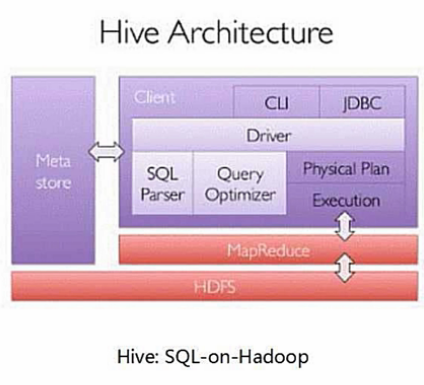 Hive Architecture
Client
CLI
JDBC
Driver
Meta
store
SQL
Parser
Query
Optimizer
Physical Plan
Execution
MapReduce
HDFS
Hive: SQL-on-Hadoop